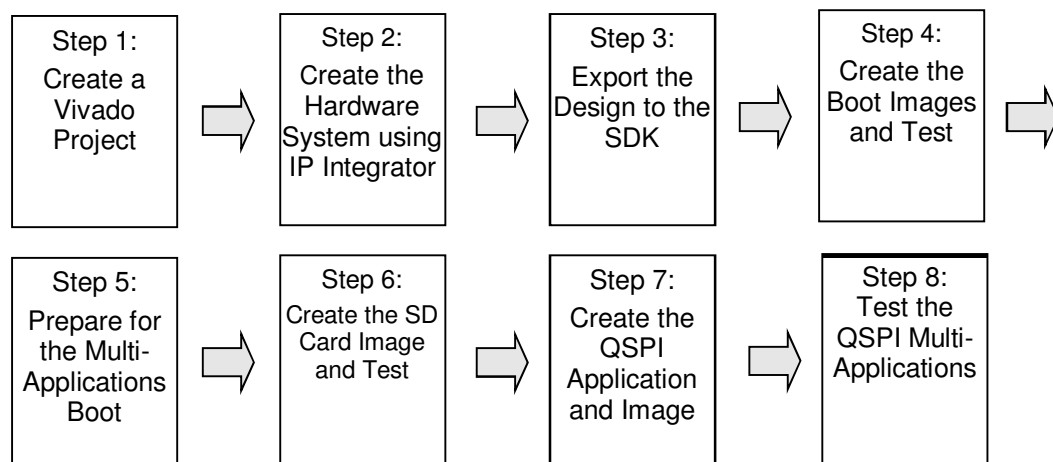 Step 1:
Create a
Vivado
Project
Step 2:
Create the
Hardware
System using
IP Integrator
Step 3:
Export the
Design to the
SDK
Step 4:
Create the
Boot Images
and Test
Step 5:
Prepare for
the Multi-
Applications
Boot
Step 6:
Create the SD
Card Image
and Test
Step 7:
Create the
QSPI
Application
and Image
Step 8:
Test the
QSPI Multi-
Applications